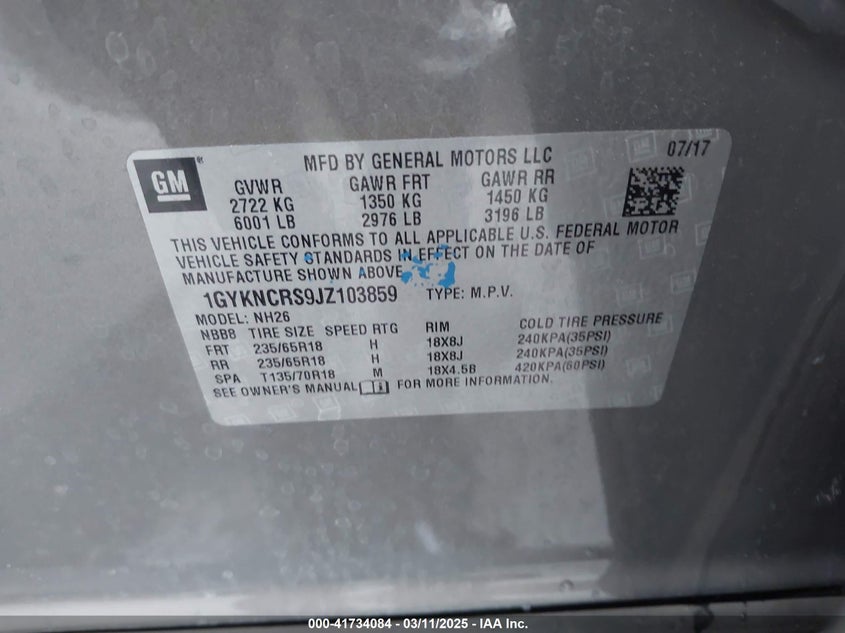 GM
®
MFD BY GENERAL MOTORS LLC
07/17
GVWR GAWR FRT GAWR RR
2722 KG 1350 KG 1450 KG
6001 LB 2976 LB 3196 LB
THIS VEHICLE CONFORMS TO ALL APPLICABLE U.S. FEDERAL MOTOR
VEHICLE SAFETY STANDARDS IN EFFECT ON THE DATE OF
MANUFACTURE SHOWN ABOVE
1GYKNCRS9JZ103859 TYPE: M.P.V.
MODEL: NH26
NBB8 TIRE SIZE SPEED RTG RIM COLD TIRE PRESSURE
FRT 235/65R18 H 18X8J 240KPA(35PSI)
RR 235/65R18 H 18X8J 240KPA(35PSI)
SPA T135/70R18 M 18X4.5B 420KPA(60PSI)
SEE OWNER'S MANUAL FOR MORE INFORMATION.
000-41734084 - 03/11/2025 - IAA Inc.